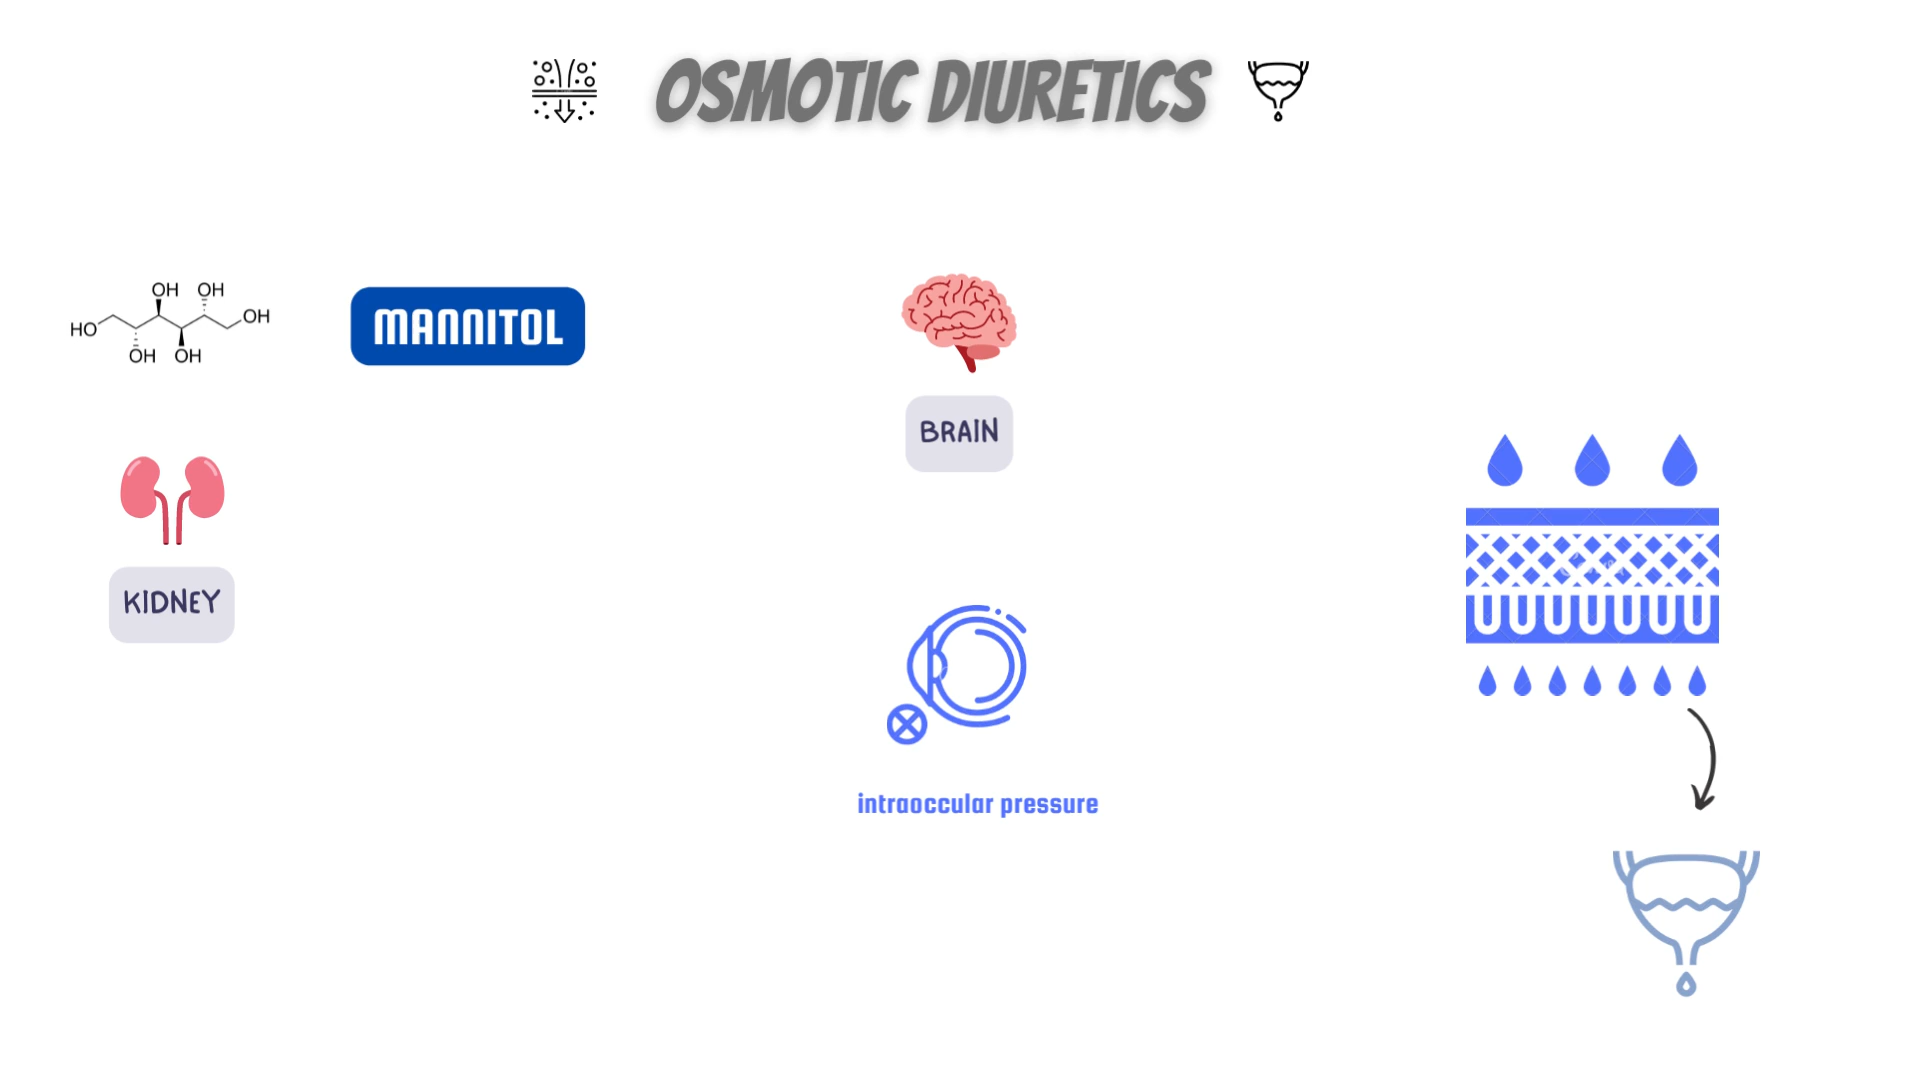 OSMOTIC DIURETICS
OH OH
HO OH
OH OH
MANNITOL
BRAIN
KIDNEY
intraoccular pressure